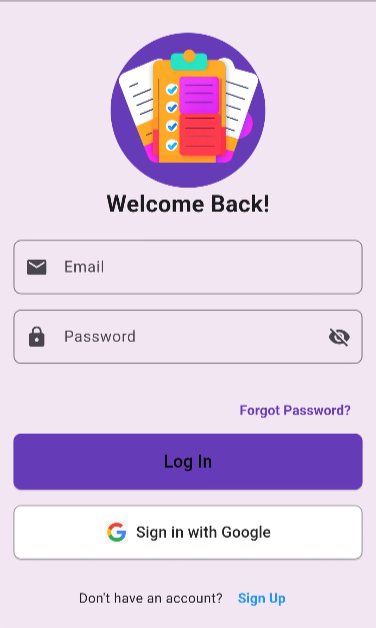 Welcome Back!
Email
Password
Forgot Password?
Log In
Sign in with Google
Don't have an account? Sign Up